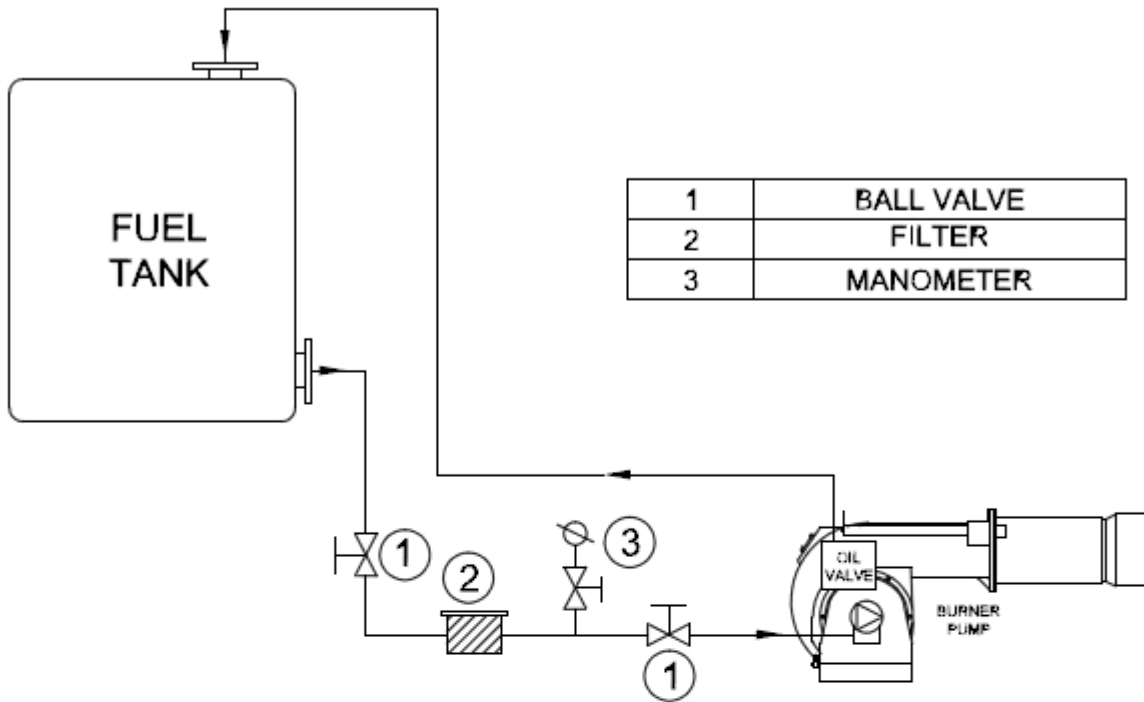 FUEL
TANK
1 BALL VALVE
2 FILTER
3 MANOMETER
1
2
3
1
OIL
VALVE
BURNER
PUMP